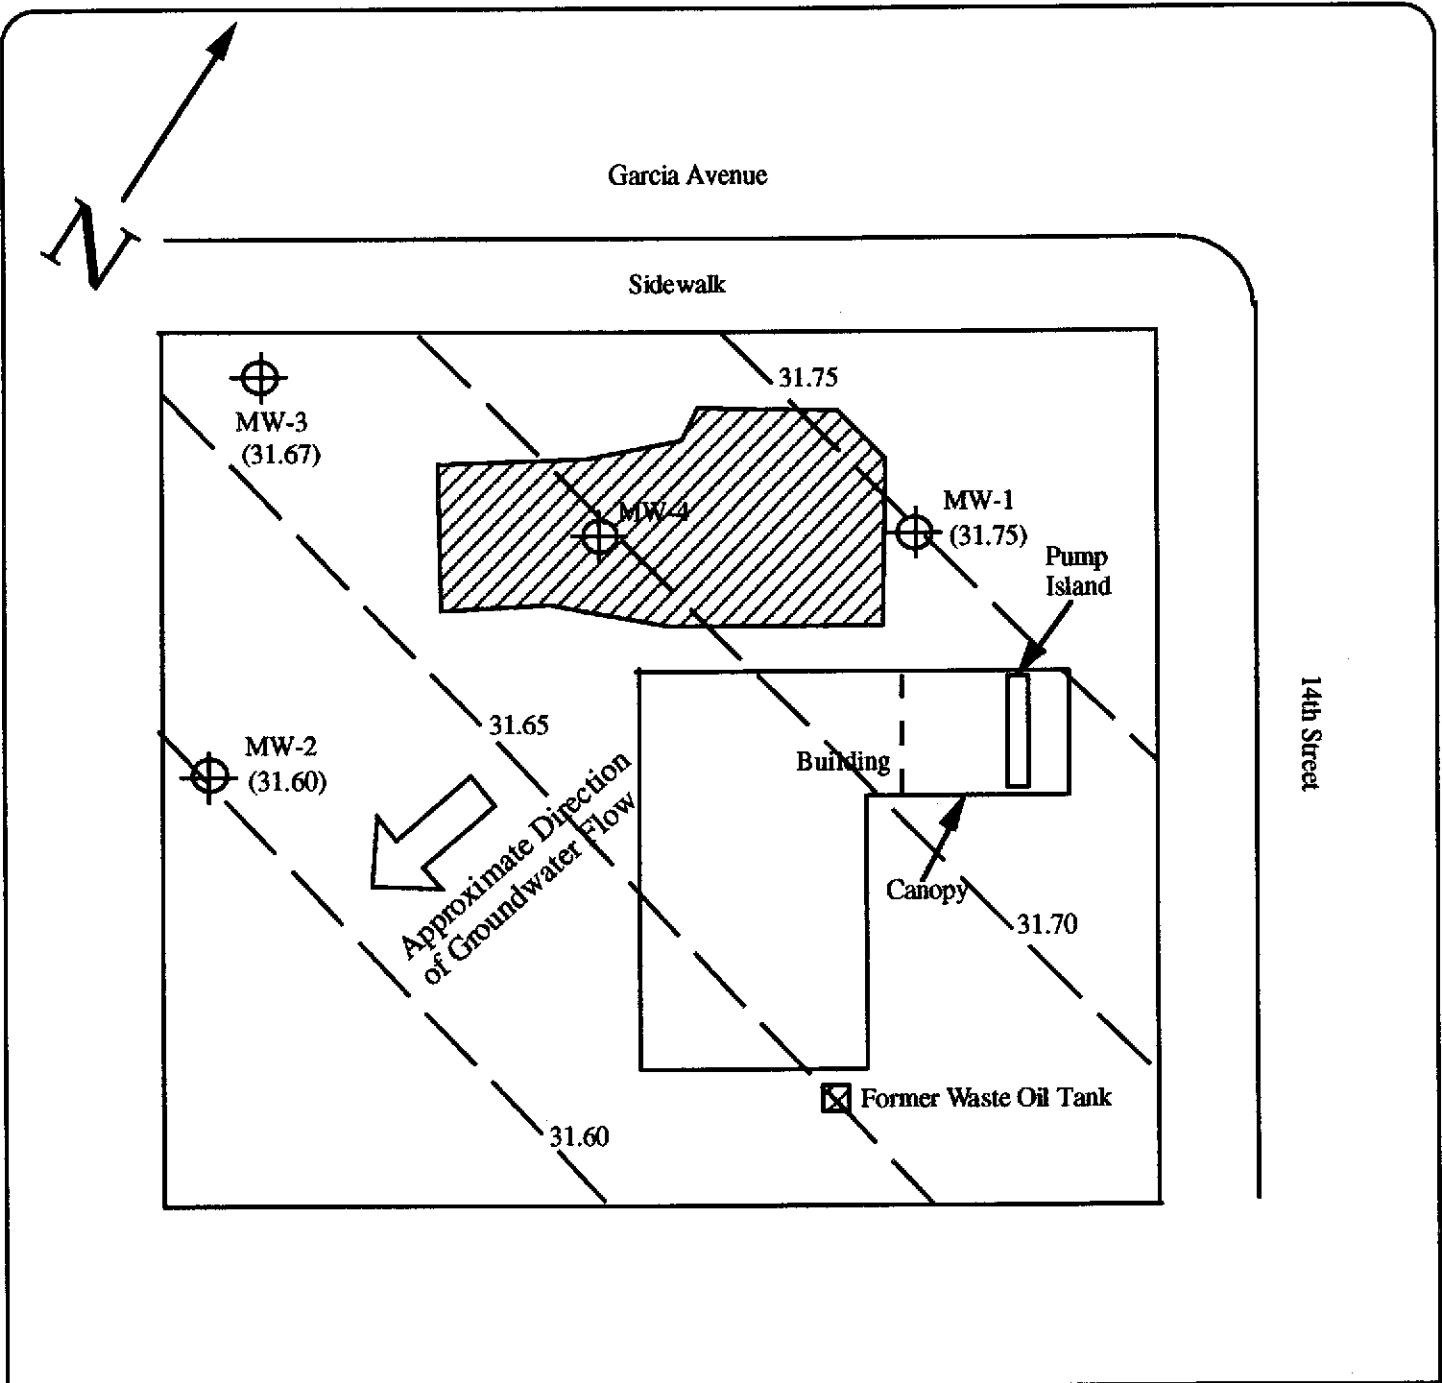 N
Garcia Avenue
Sidewalk
31.75
MW-3
(31.67)
MW-4
MW-1
(31.75)
Pump
Island
31.65
MW-2
(31.60)
Building
14th Street
Approximate Direction
of Groundwater Flow
Canopy
31.70
Former Waste Oil Tank
31.60